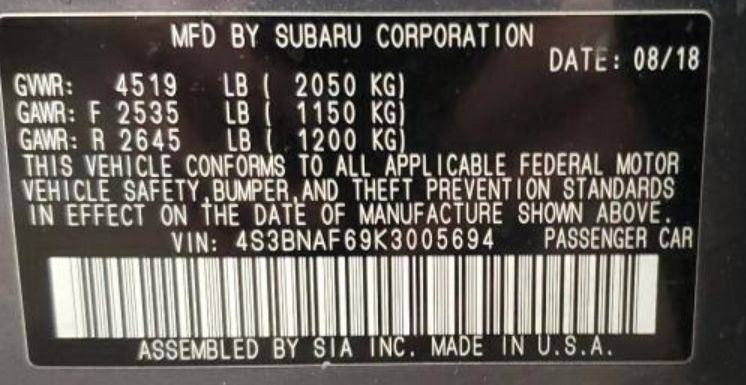 MFD BY SUBARU CORPORATION
DATE: 08/18
GVWR: 4519 LB ( 2050 KG)
GAWR: F 2535 LB ( 1150 KG)
GAWR: R 2645 LB ( 1200 KG)
THIS VEHICLE CONFORMS TO ALL APPLICABLE FEDERAL MOTOR
VEHICLE SAFETY,BUMPER,AND THEFT PREVENTION STANDARDS
IN EFFECT ON THE DATE OF MANUFACTURE SHOWN ABOVE.
VIN: 4S3BNAF69K3005694 PASSENGER CAR
ASSEMBLED BY SIA INC. MADE IN U.S.A.